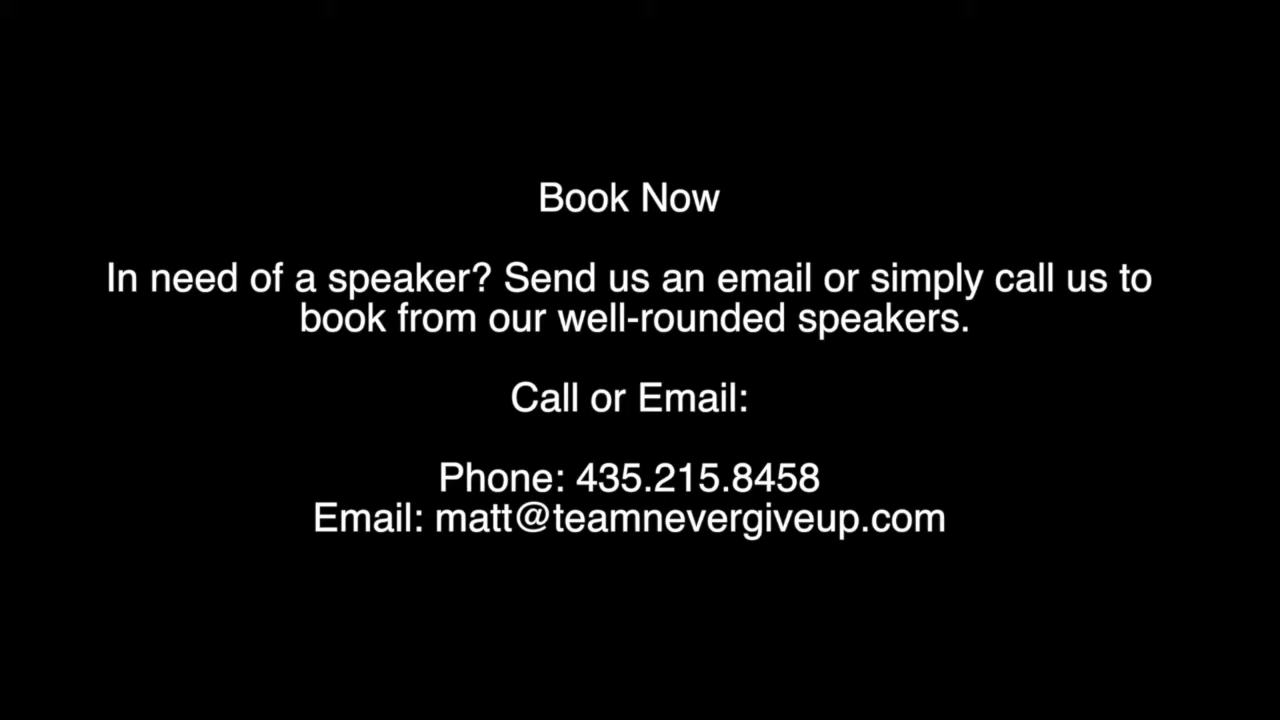 Book Now
In need of a speaker? Send us an email or simply call us to
book from our well-rounded speakers.
Call or Email:
Phone: 435.215.8458
Email: matt@teamnevergiveup.com